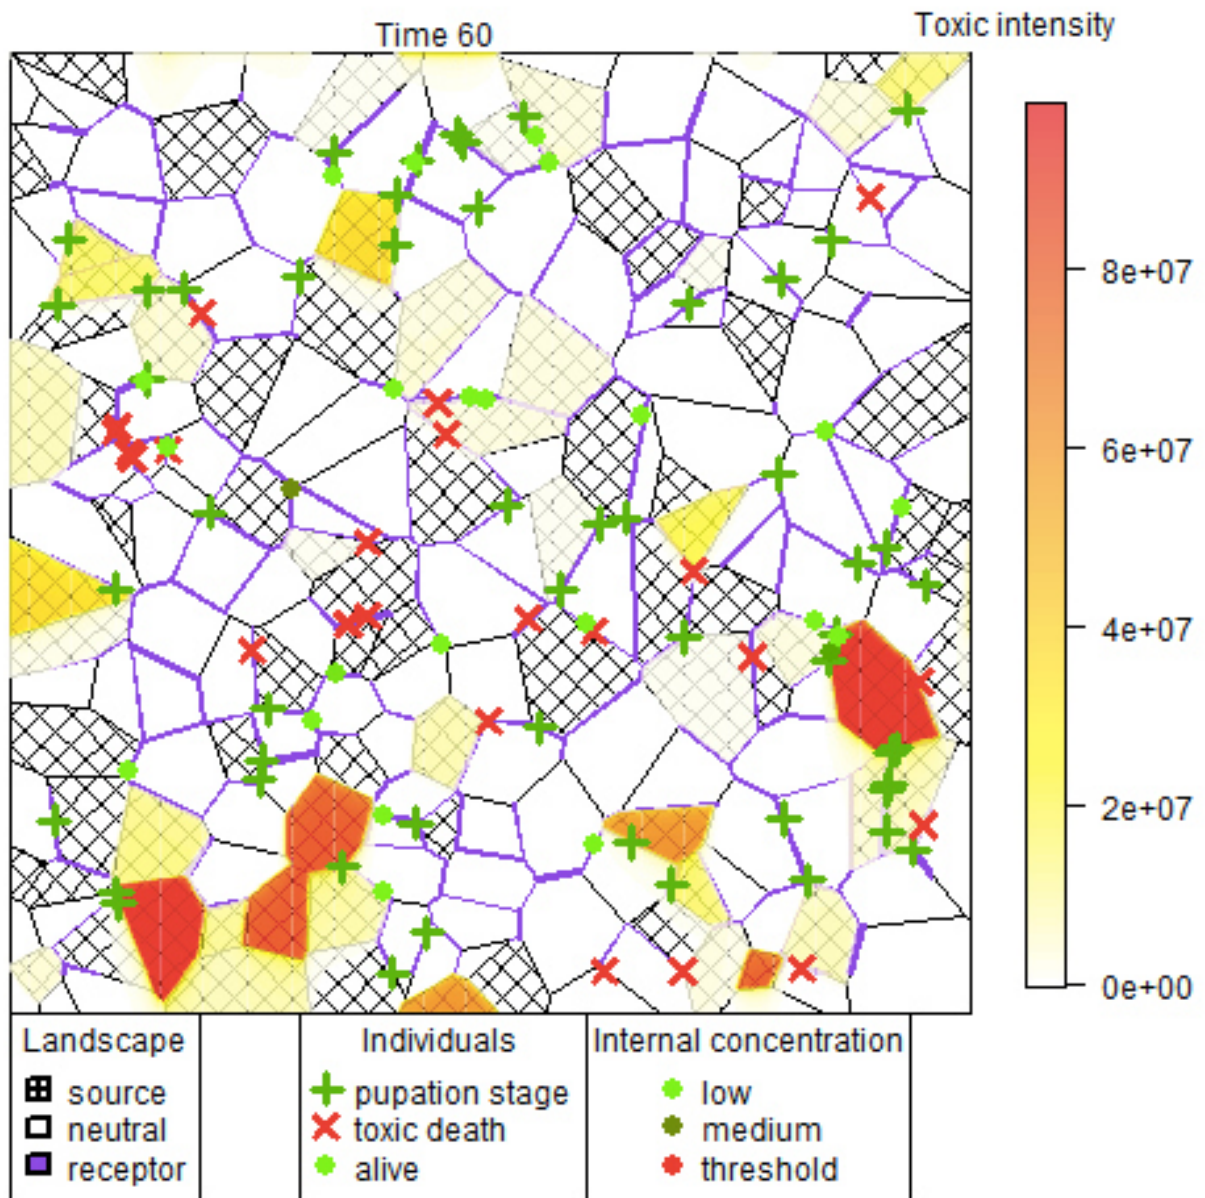 Time 60
Toxic intensity
8e+07
6e+07
4e+07
2e+07
0e+00
Landscape
source
neutral
receptor
Individuals
pupation stage
toxic death
alive
Internal concentration
low
medium
threshold